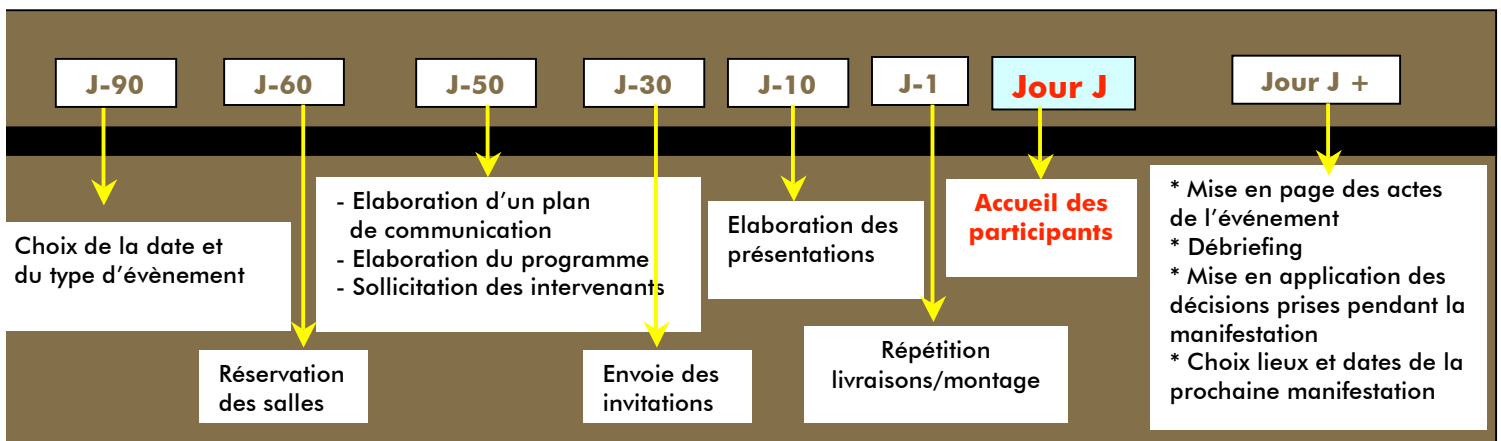 J-90
J-60
J-50
J-30
J-10
J-1
Jour J
Jour J +
Choix de la date et
du type d'évènement
Réservation
des salles
- Elaboration d'un plan
de communication
- Elaboration du programme
- Sollicitation des intervenants
Envoie des
invitations
Elaboration des
présentations
Répétition
livraisons/montage
Accueil des
participants
* Mise en page des actes
de l'événement
* Débriefing
* Mise en application des
décisions prises pendant la
manifestation
* Choix lieux et dates de la
prochaine manifestation